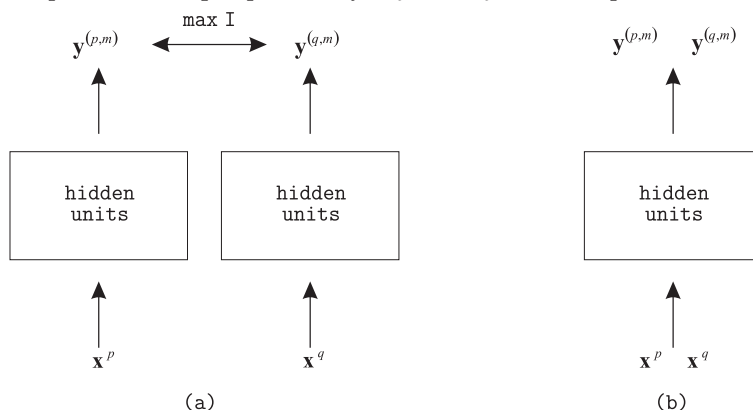 max I
y^(p,m) y^(q,m) y^(p,m) y^(q,m)
hidden units hidden units hidden units
x^p x^q x^p x^q
(a) (b)